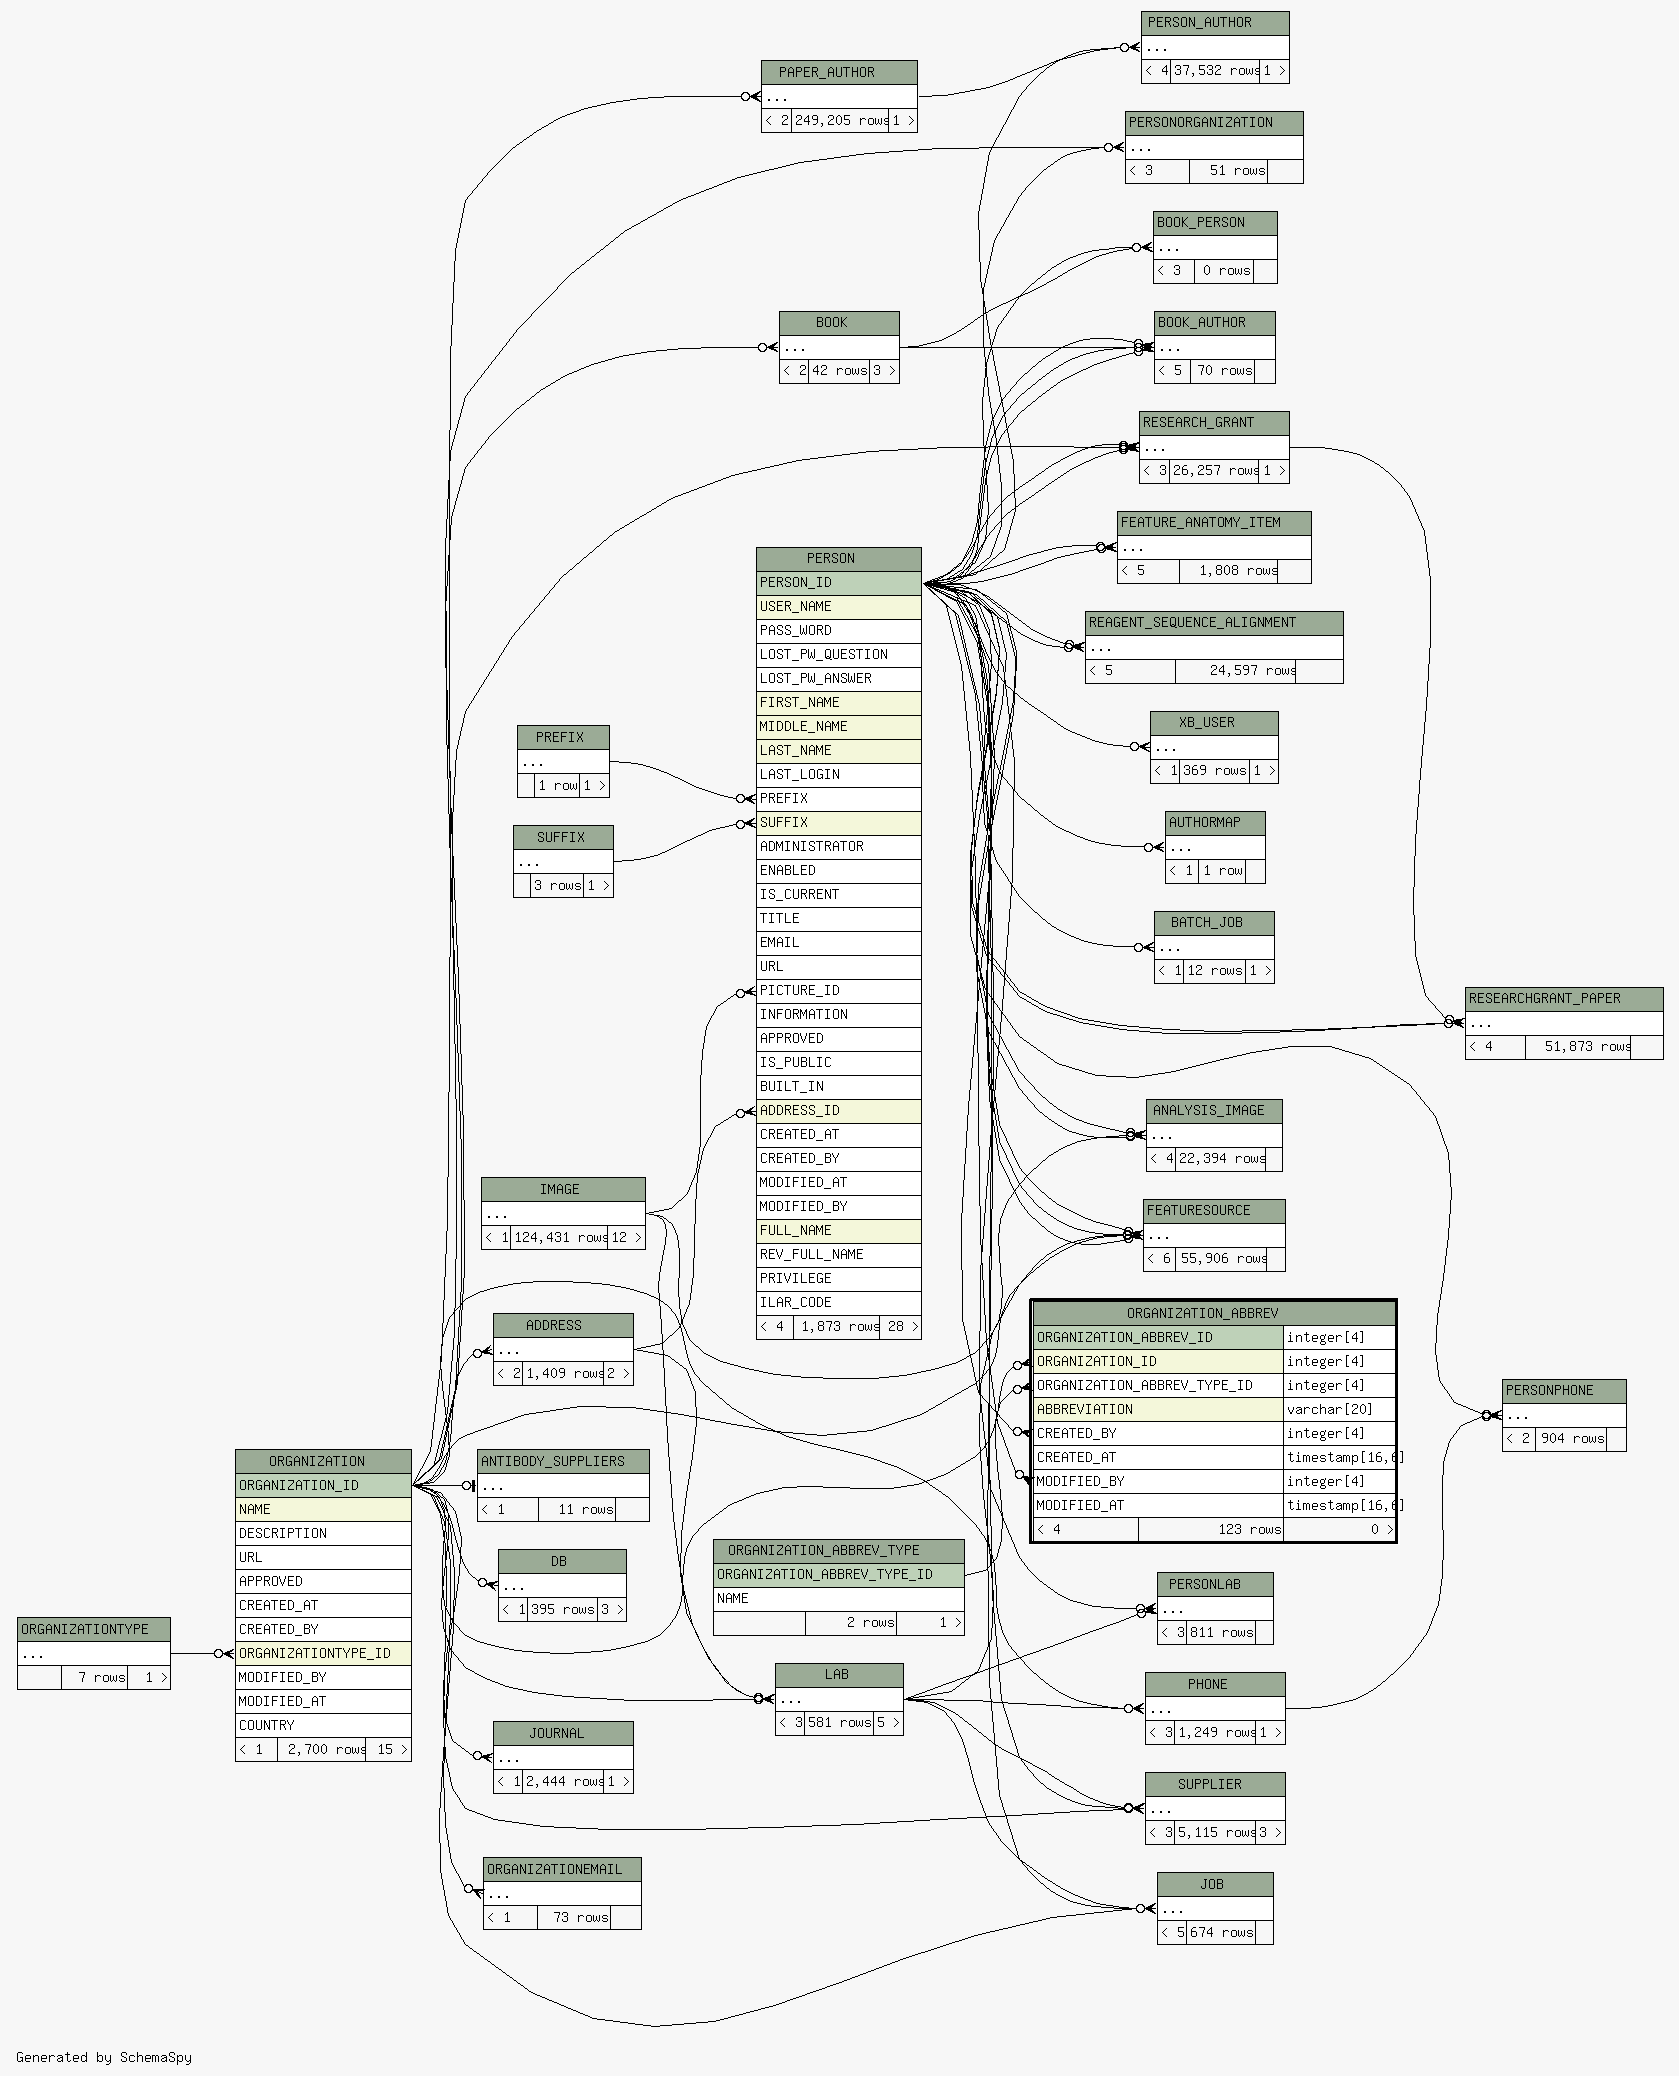 PERSON_AUTHOR
...
< 4 37,532 rows 1 >
PAPER_AUTHOR
...
< 2 249,205 rows 1 >
PERSONORGANIZATION
...
< 3 51 rows
BOOK_PERSON
...
< 3 0 rows
BOOK
...
< 2 42 rows 3 >
BOOK_AUTHOR
...
< 5 70 rows
RESEARCH_GRANT
...
< 3 26,257 rows 1 >
FEATURE_ANATOMY_ITEM
...
< 5 1,808 rows
REAGENT_SEQUENCE_ALIGNMENT
...
< 5 24,597 rows
XB_USER
...
< 1 369 rows 1 >
AUTHORMAP
...
< 1 1 row
BATCH_JOB
...
< 1 12 rows 1 >
RESEARCHGRANT_PAPER
...
< 4 51,873 rows
PERSON
PERSON_ID
USER_NAME
PASS_WORD
LOST_PW_QUESTION
LOST_PW_ANSWER
FIRST_NAME
MIDDLE_NAME
LAST_NAME
LAST_LOGIN
PREFIX
SUFFIX
ADMINISTRATOR
ENABLED
IS_CURRENT
TITLE
EMAIL
URL
PICTURE_ID
INFORMATION
APPROVED
IS_PUBLIC
BUILT_IN
ADDRESS_ID
CREATED_AT
CREATED_BY
MODIFIED_AT
MODIFIED_BY
FULL_NAME
REV_FULL_NAME
PRIVILEGE
ILAR_CODE
< 4 1,873 rows 28 >
PREFIX
...
1 row 1 >
SUFFIX
...
3 rows 1 >
ANALYSIS_IMAGE
...
< 4 22,394 rows
IMAGE
...
< 1 124,431 rows 12 >
FEATURESOURCE
...
< 6 55,906 rows
ADDRESS
...
< 2 1,409 rows 2 >
ORGANIZATION_ABBREV
ORGANIZATION_ABBREV_ID integer[4]
ORGANIZATION_ID integer[4]
ORGANIZATION_ABBREV_TYPE_ID integer[4]
ABBREVIATION varchar[20]
CREATED_BY integer[4]
CREATED_AT timestamp[16,6]
MODIFIED_BY integer[4]
MODIFIED_AT timestamp[16,6]
< 4 123 rows 0 >
PERSONPHONE
...
< 2 904 rows
ORGANIZATION
ORGANIZATION_ID
NAME
DESCRIPTION
URL
APPROVED
CREATED_AT
CREATED_BY
ORGANIZATIONTYPE_ID
MODIFIED_BY
MODIFIED_AT
COUNTRY
< 1 2,700 rows 15 >
ANTIBODY_SUPPLIERS
...
< 1 11 rows
DB
...
< 1 395 rows 3 >
ORGANIZATION_ABBREV_TYPE
ORGANIZATION_ABBREV_TYPE_ID
NAME
2 rows 1 >
PERSONLAB
...
< 3 811 rows
ORGANIZATIONTYPE
...
7 rows 1 >
LAB
...
< 3 581 rows 5 >
PHONE
...
< 3 1,249 rows 1 >
JOURNAL
...
< 1 2,444 rows 1 >
SUPPLIER
...
< 3 5,115 rows 3 >
ORGANIZATIONEMAIL
...
< 1 73 rows
JOB
...
< 5 674 rows
Generated by SchemaSpy